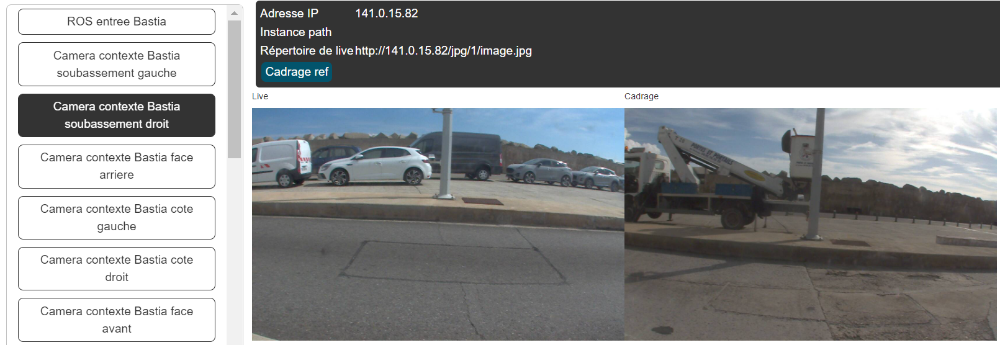 ROS entree Bastia
Camera contexte Bastia
soubassement gauche
Camera contexte Bastia
soubassement droit
Camera contexte Bastia face
arriere
Camera contexte Bastia cote
gauche
Camera contexte Bastia cote
droit
Camera contexte Bastia face
avant
Adresse IP 141.0.15.82
Instance path
Répertoire de live http://141.0.15.82/jpg/1/image.jpg
Cadrage ref
Live
Cadrage